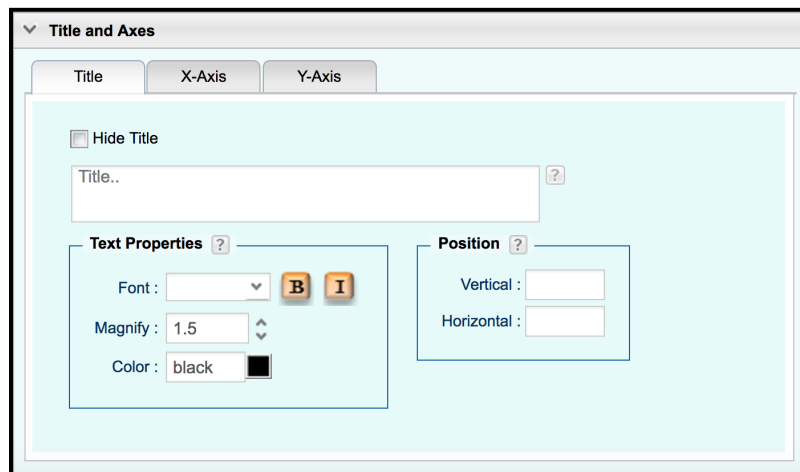 Title and Axes
Title X-Axis Y-Axis
Hide Title
Title.. ?
Text Properties ? Position ?
Font : B I Vertical :
Magnify : 1.5 Horizontal :
Color : black